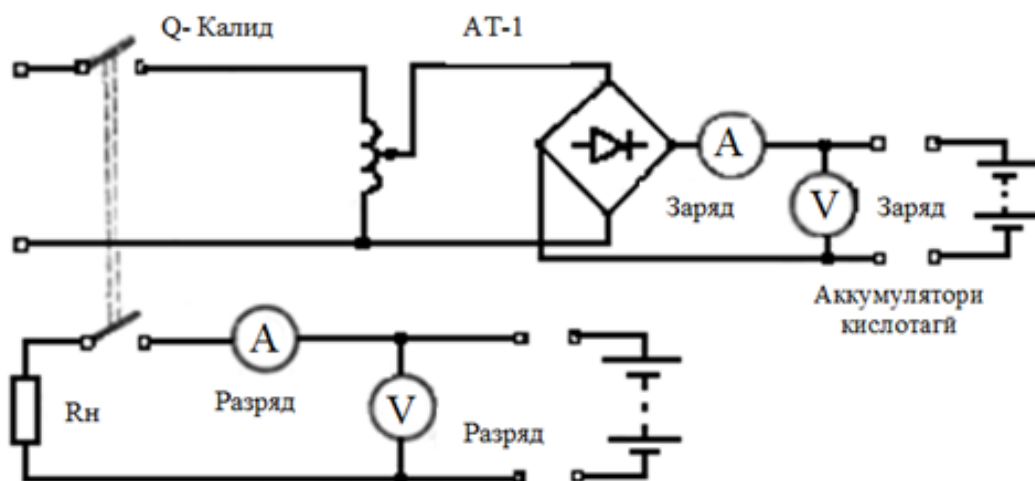 Q- Калид
АТ-1
A
Заряд
V
Заряд
Аккумулятори
кислотагӣ
A
Rн
Разряд
V
Разряд